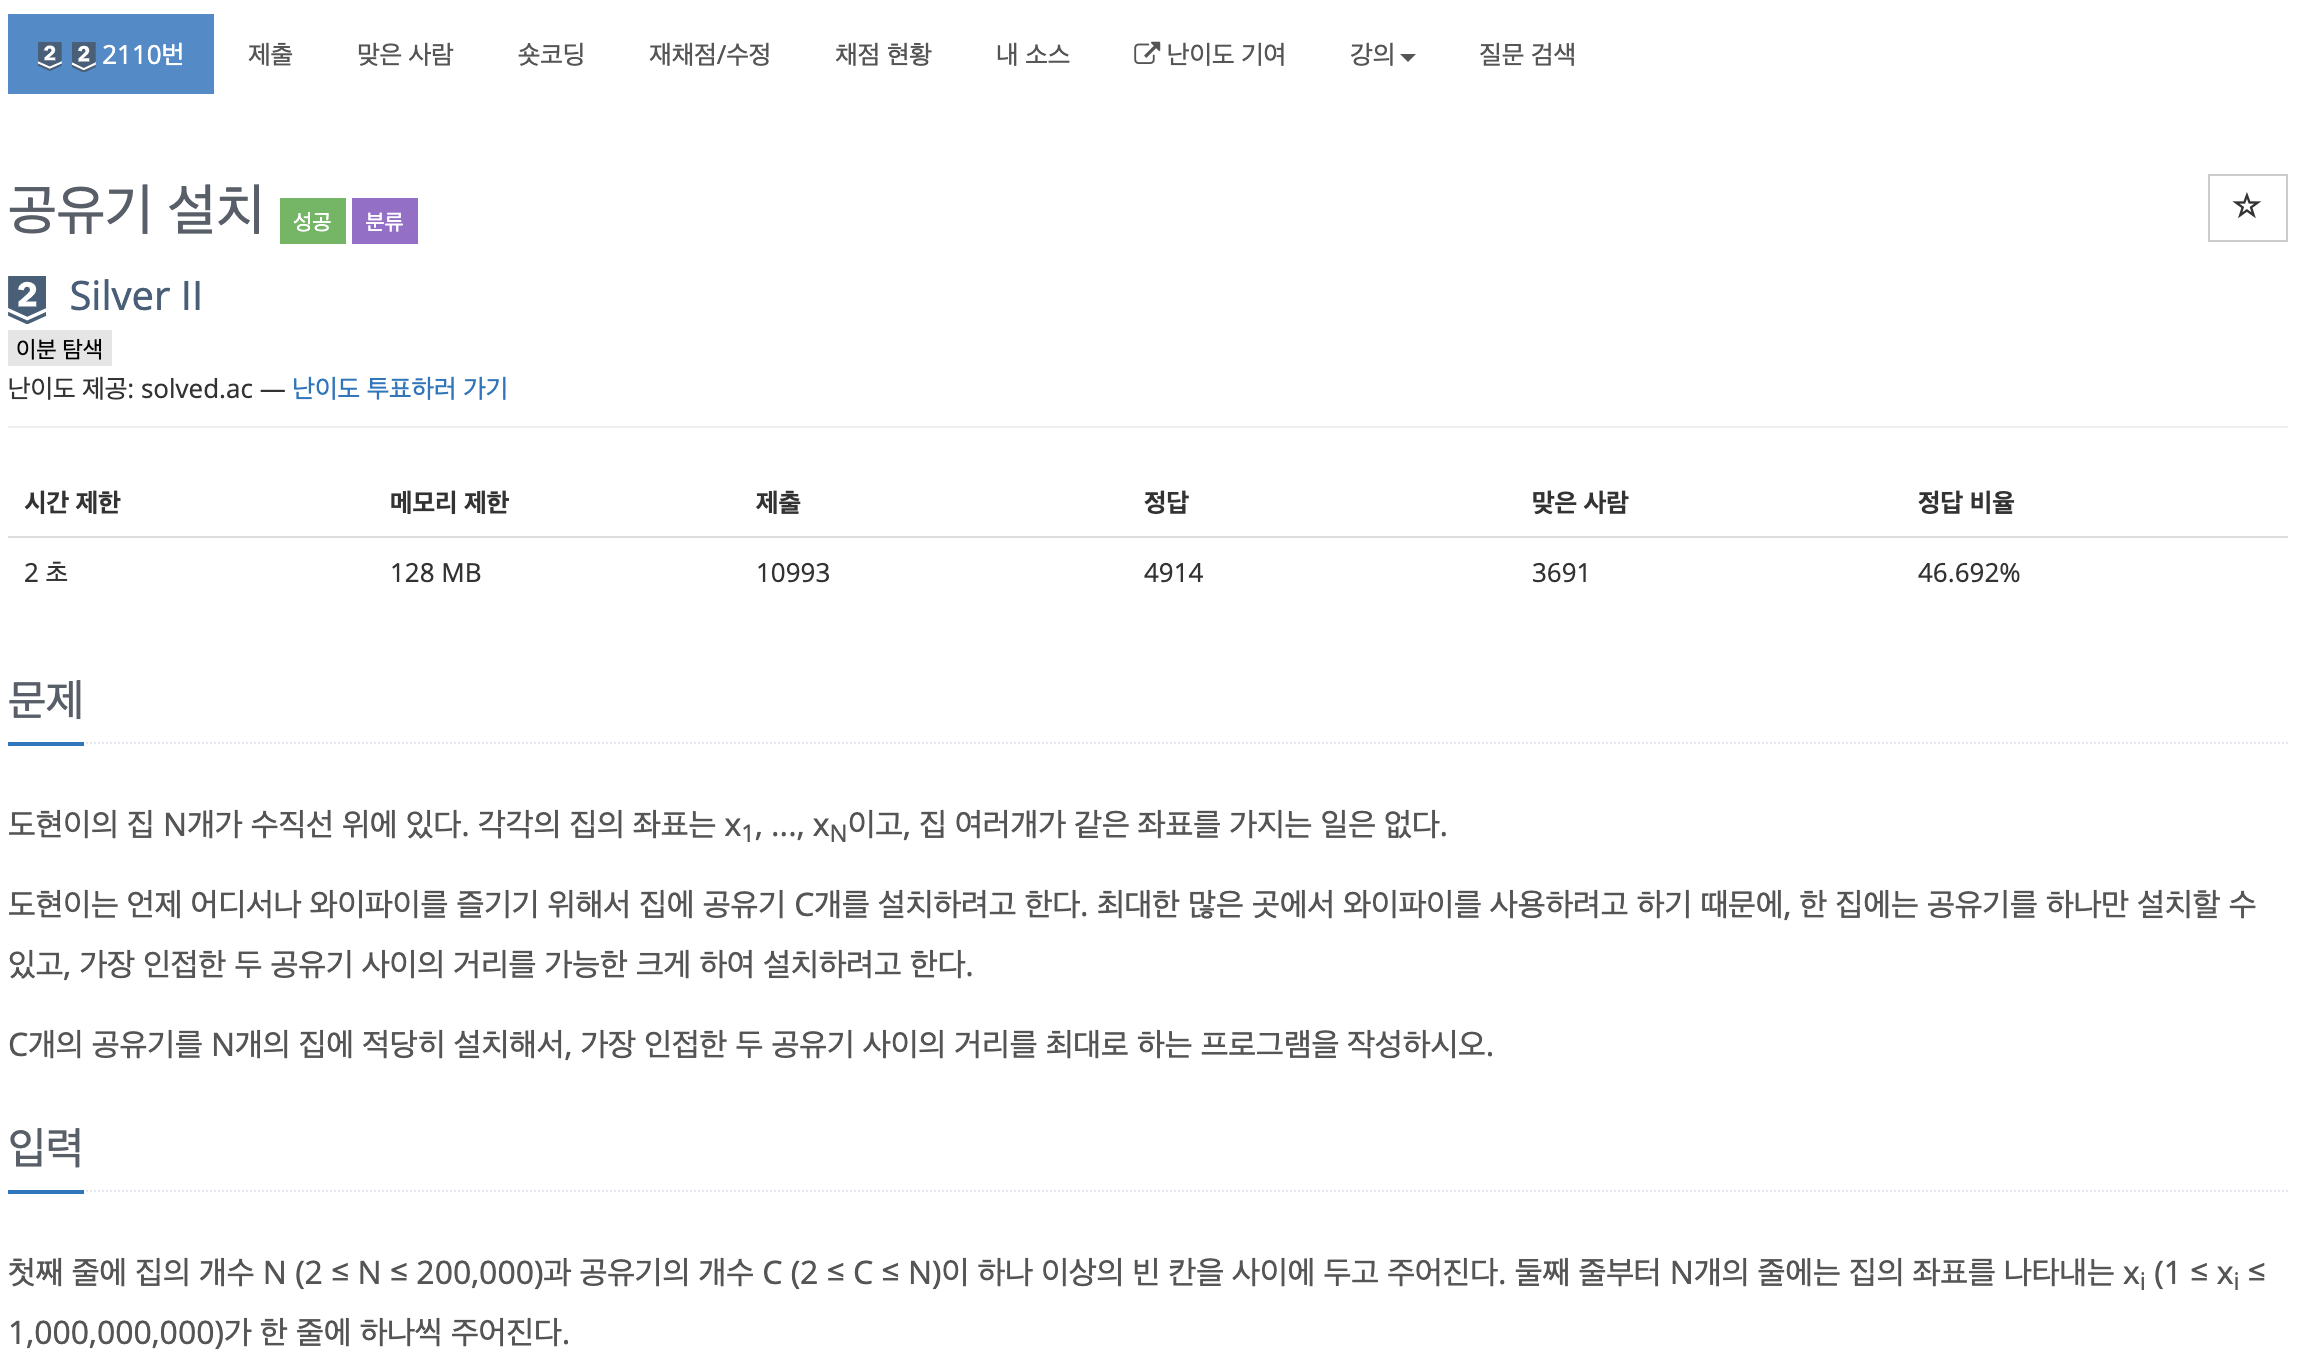 2 2 2110번 제출 맞은 사람 숏코딩 재채점/수정 채점 현황 내 소스 난이도 기여 강의 질문 검색
공유기 설치 성공 분류
2 Silver II
이분 탐색
난이도 제공: solved.ac — 난이도 투표하러 가기
시간 제한 메모리 제한 제출 정답 맞은 사람 정답 비율
2 초 128 MB 10993 4914 3691 46.692%
문제
도현이의 집 N개가 수직선 위에 있다. 각각의 집의 좌표는 x1, ..., xN이고, 집 여러개가 같은 좌표를 가지는 일은 없다.
도현이는 언제 어디서나 와이파이를 즐기기 위해서 집에 공유기 C개를 설치하려고 한다. 최대한 많은 곳에서 와이파이를 사용하려고 하기 때문에, 한 집에는 공유기를 하나만 설치할 수
있고, 가장 인접한 두 공유기 사이의 거리를 가능한 크게 하여 설치하려고 한다.
C개의 공유기를 N개의 집에 적당히 설치해서, 가장 인접한 두 공유기 사이의 거리를 최대로 하는 프로그램을 작성하시오.
입력
첫째 줄에 집의 개수 N (2 ≤ N ≤ 200,000)과 공유기의 개수 C (2 ≤ C ≤ N)이 하나 이상의 빈 칸을 사이에 두고 주어진다. 둘째 줄부터 N개의 줄에는 집의 좌표를 나타내는 xi (1 ≤ xi ≤
1,000,000,000)가 한 줄에 하나씩 주어진다.